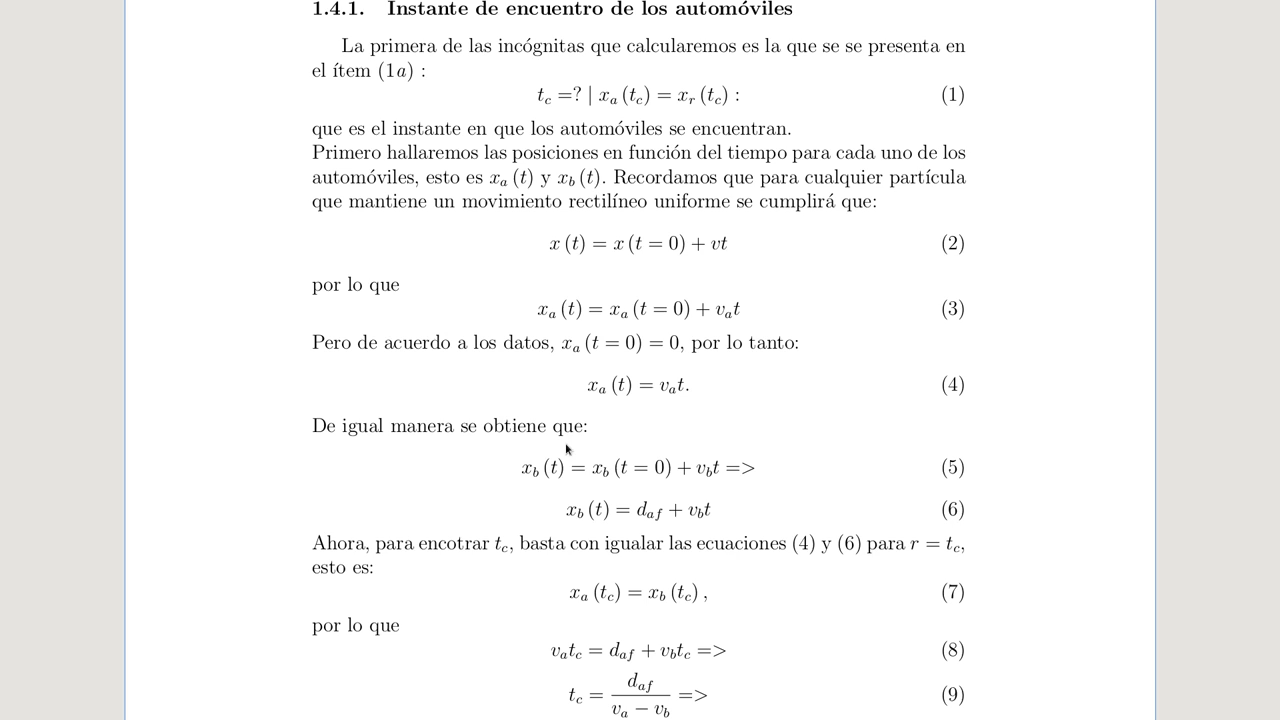 1.4.1. Instante de encuentro de los automóviles
La primera de las incógnitas que calcularemos es la que se se presenta en
el ítem (1a) :
t_c =? | x_a (t_c) = x_r (t_c) : (1)
que es el instante en que los automóviles se encuentran.
Primero hallaremos las posiciones en función del tiempo para cada uno de los
automóviles, esto es x_a (t) y x_b (t). Recordamos que para cualquier partícula
que mantiene un movimiento rectilíneo uniforme se cumplirá que:
x (t) = x (t = 0) + vt (2)
por lo que
x_a (t) = x_a (t = 0) + v_a t (3)
Pero de acuerdo a los datos, x_a (t = 0) = 0, por lo tanto:
x_a (t) = v_a t. (4)
De igual manera se obtiene que:
x_b (t) = x_b (t = 0) + v_b t => (5)
x_b (t) = d_{af} + v_b t (6)
Ahora, para encotrar t_c, basta con igualar las ecuaciones (4) y (6) para r = t_c,
esto es:
x_a (t_c) = x_b (t_c) , (7)
por lo que
v_a t_c = d_{af} + v_b t_c => (8)
t_c = \frac{d_{af}}{v_a − v_b} => (9)